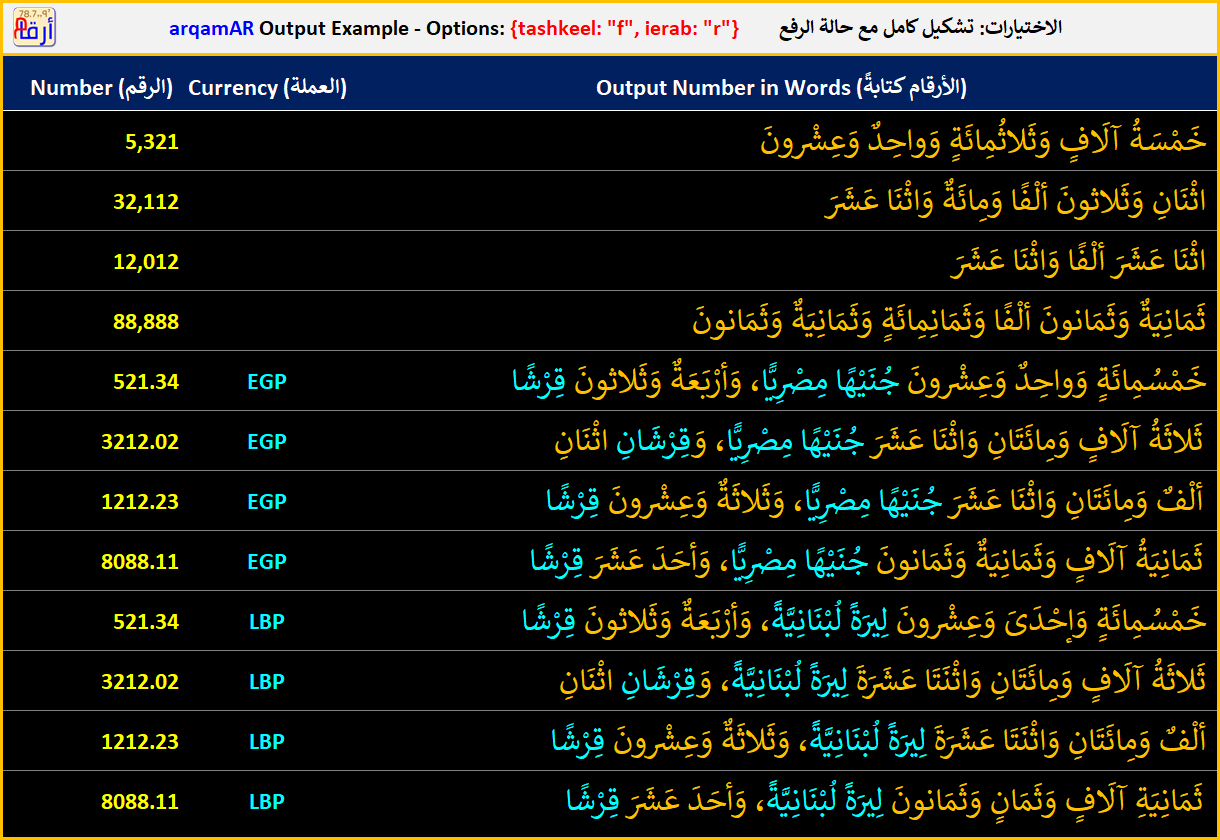 78.7,,9٢
أرقام
arqamAR Output Example - Options: {tashkeel: "f", ierab: "r"} الاختيارات: تشكيل كامل مع حالة الرفع
Number (الرقم) Currency (العملة) Output Number in Words (الأرقام كتابةً)
5,321 خَمْسَةُ آلَافٍ وَثَلاثُمِائَةٍ وَوَاحِدٌ وَعِشْرونَ
32,112 اثْنَانِ وَثَلاثونَ أَلْفًا وَمِائَةٌ وَاثْنَا عَشَرَ
12,012 اثْنَا عَشَرَ أَلْفًا وَاثْنَا عَشَرَ
88,888 ثَمَانِيَةٌ وَثَمَانونَ أَلْفًا وَثَمَانِمِائَةٍ وَثَمَانِيَةٌ وَثَمَانونَ
521.34 EGP خَمْسُمِائَةٍ وَوَاحِدٌ وَعِشْرونَ جُنَيْهًا مِصْرِيًّا، وَأَرْبَعَةٌ وَثَلاثونَ قِرْشًا
3212.02 EGP ثَلاثَةُ آلَافٍ وَمِائَتَانِ وَاثْنَا عَشَرَ جُنَيْهًا مِصْرِيًّا، وَقِرْشَانِ اثْنَانِ
1212.23 EGP أَلْفٌ وَمِائَتَانِ وَاثْنَا عَشَرَ جُنَيْهًا مِصْرِيًّا، وَثَلاثَةٌ وَعِشْرونَ قِرْشًا
8088.11 EGP ثَمَانِيَةُ آلَافٍ وَثَمَانِيَةٌ وَثَمَانونَ جُنَيْهًا مِصْرِيًّا، وَأَحَدَ عَشَرَ قِرْشًا
521.34 LBP خَمْسُمِائَةٍ وَإِحْدَىَ وَعِشْرونَ لِيرَةً لُبْنَانِيَّةً، وَأَرْبَعَةٌ وَثَلاثونَ قِرْشًا
3212.02 LBP ثَلاثَةُ آلَافٍ وَمِائَتَانِ وَاثْنَتَا عَشَرَةَ لِيرَةً لُبْنَانِيَّةً، وَقِرْشَانِ اثْنَانِ
1212.23 LBP أَلْفٌ وَمِائَتَانِ وَاثْنَتَا عَشَرَةَ لِيرَةً لُبْنَانِيَّةً، وَثَلاثَةٌ وَعِشْرونَ قِرْشًا
8088.11 LBP ثَمَانِيَةِ آلَافٍ وَثَمَانٍ وَثَمَانونَ لِيرَةً لُبْنَانِيَّةً، وَأَحَدَ عَشَرَ قِرْشًا